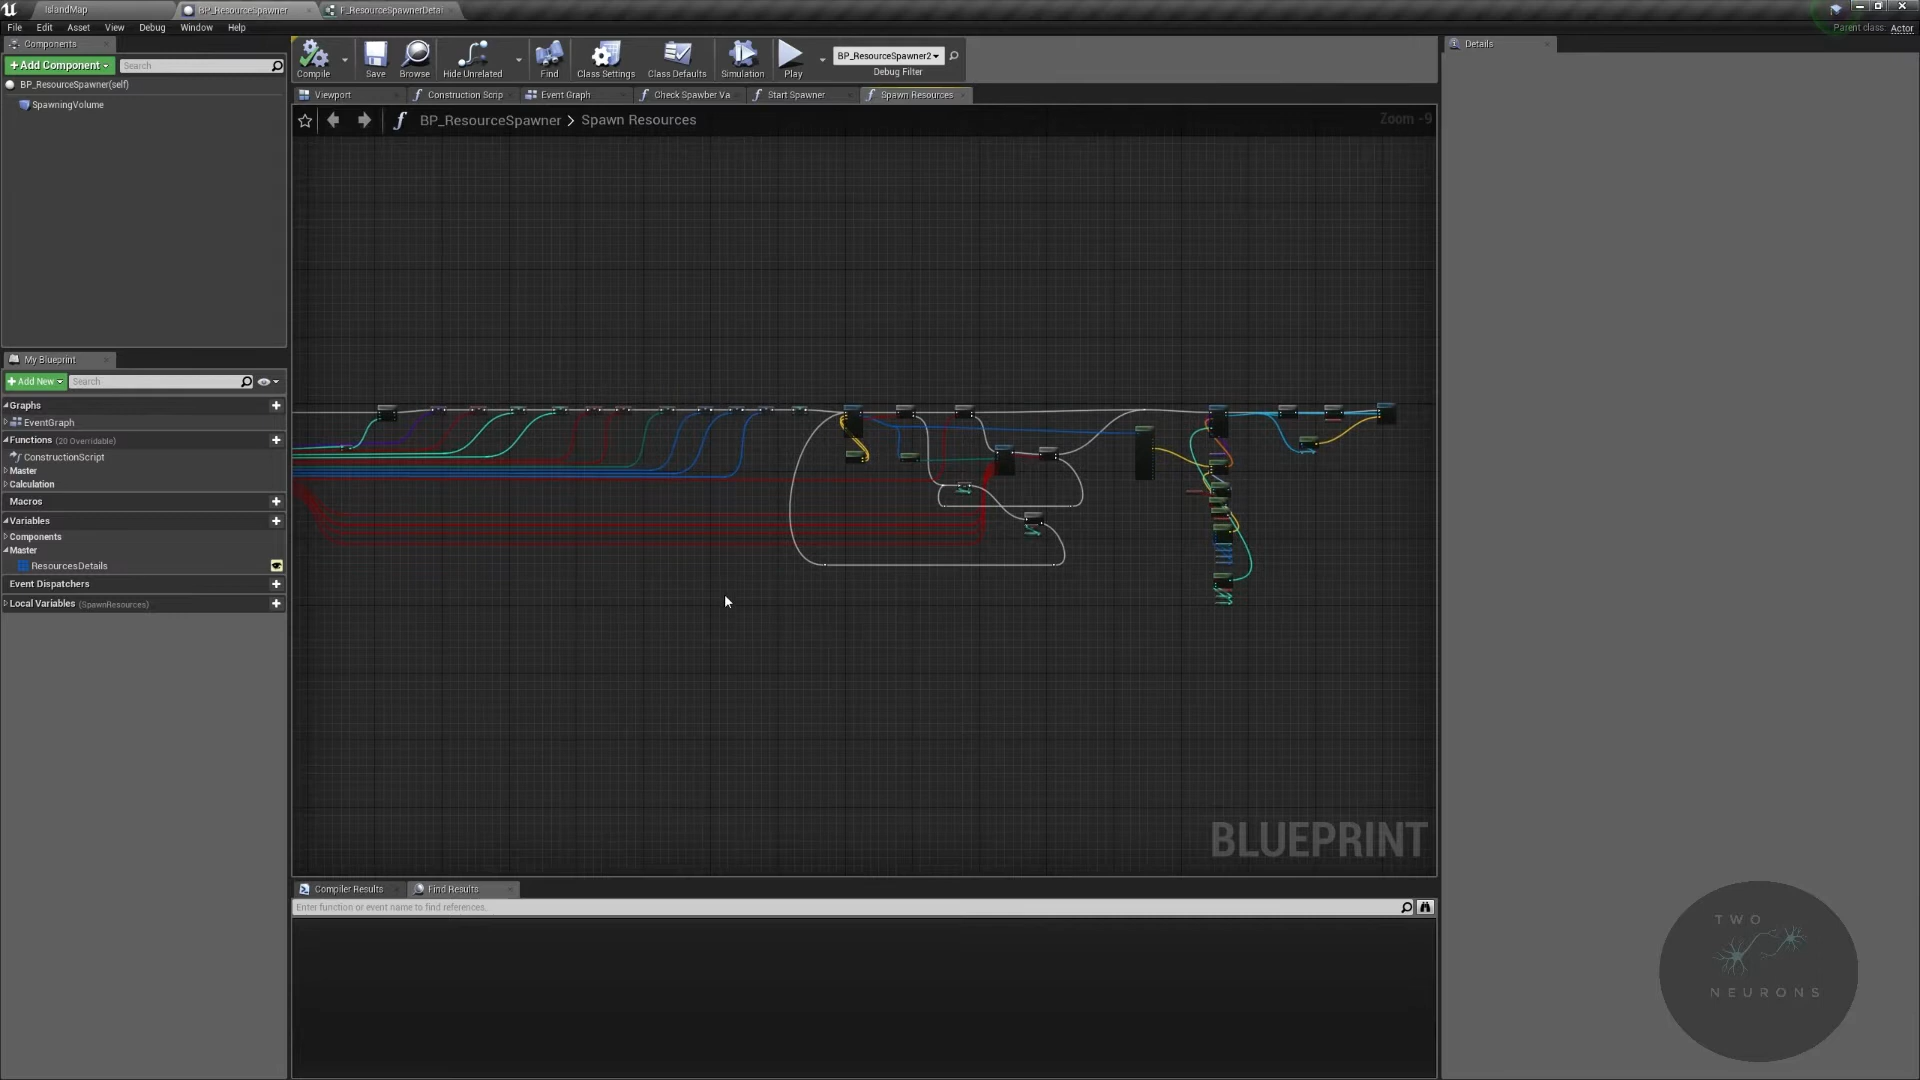 IslandMap
BP_ResourceSpawner
F_ResourceSpawnerDetai
File Edit Asset View Debug Window Help
Parent class: Actor
Components
+Add Component
Search
BP_ResourceSpawner(self)
SpawningVolume
Compile
Save
Browse
Hide Unrelated
Find
Class Settings
Class Defaults
Simulation
Play
BP_ResourceSpawner2
Debug Filter
Details
Viewport
Construction Scrip
Event Graph
Check Spawber Va
Start Spawner
Spawn Resources
BP_ResourceSpawner > Spawn Resources
Zoom -9
My Blueprint
+Add New
Search
Graphs
EventGraph
Functions (20 Overridable)
ConstructionScript
Master
Calculation
Macros
Variables
Components
Master
ResourcesDetails
Event Dispatchers
Local Variables (SpawnResources)
BLUEPRINT
Compiler Results
Find Results
Enter function or event name to find references.
TWO
NEURONS